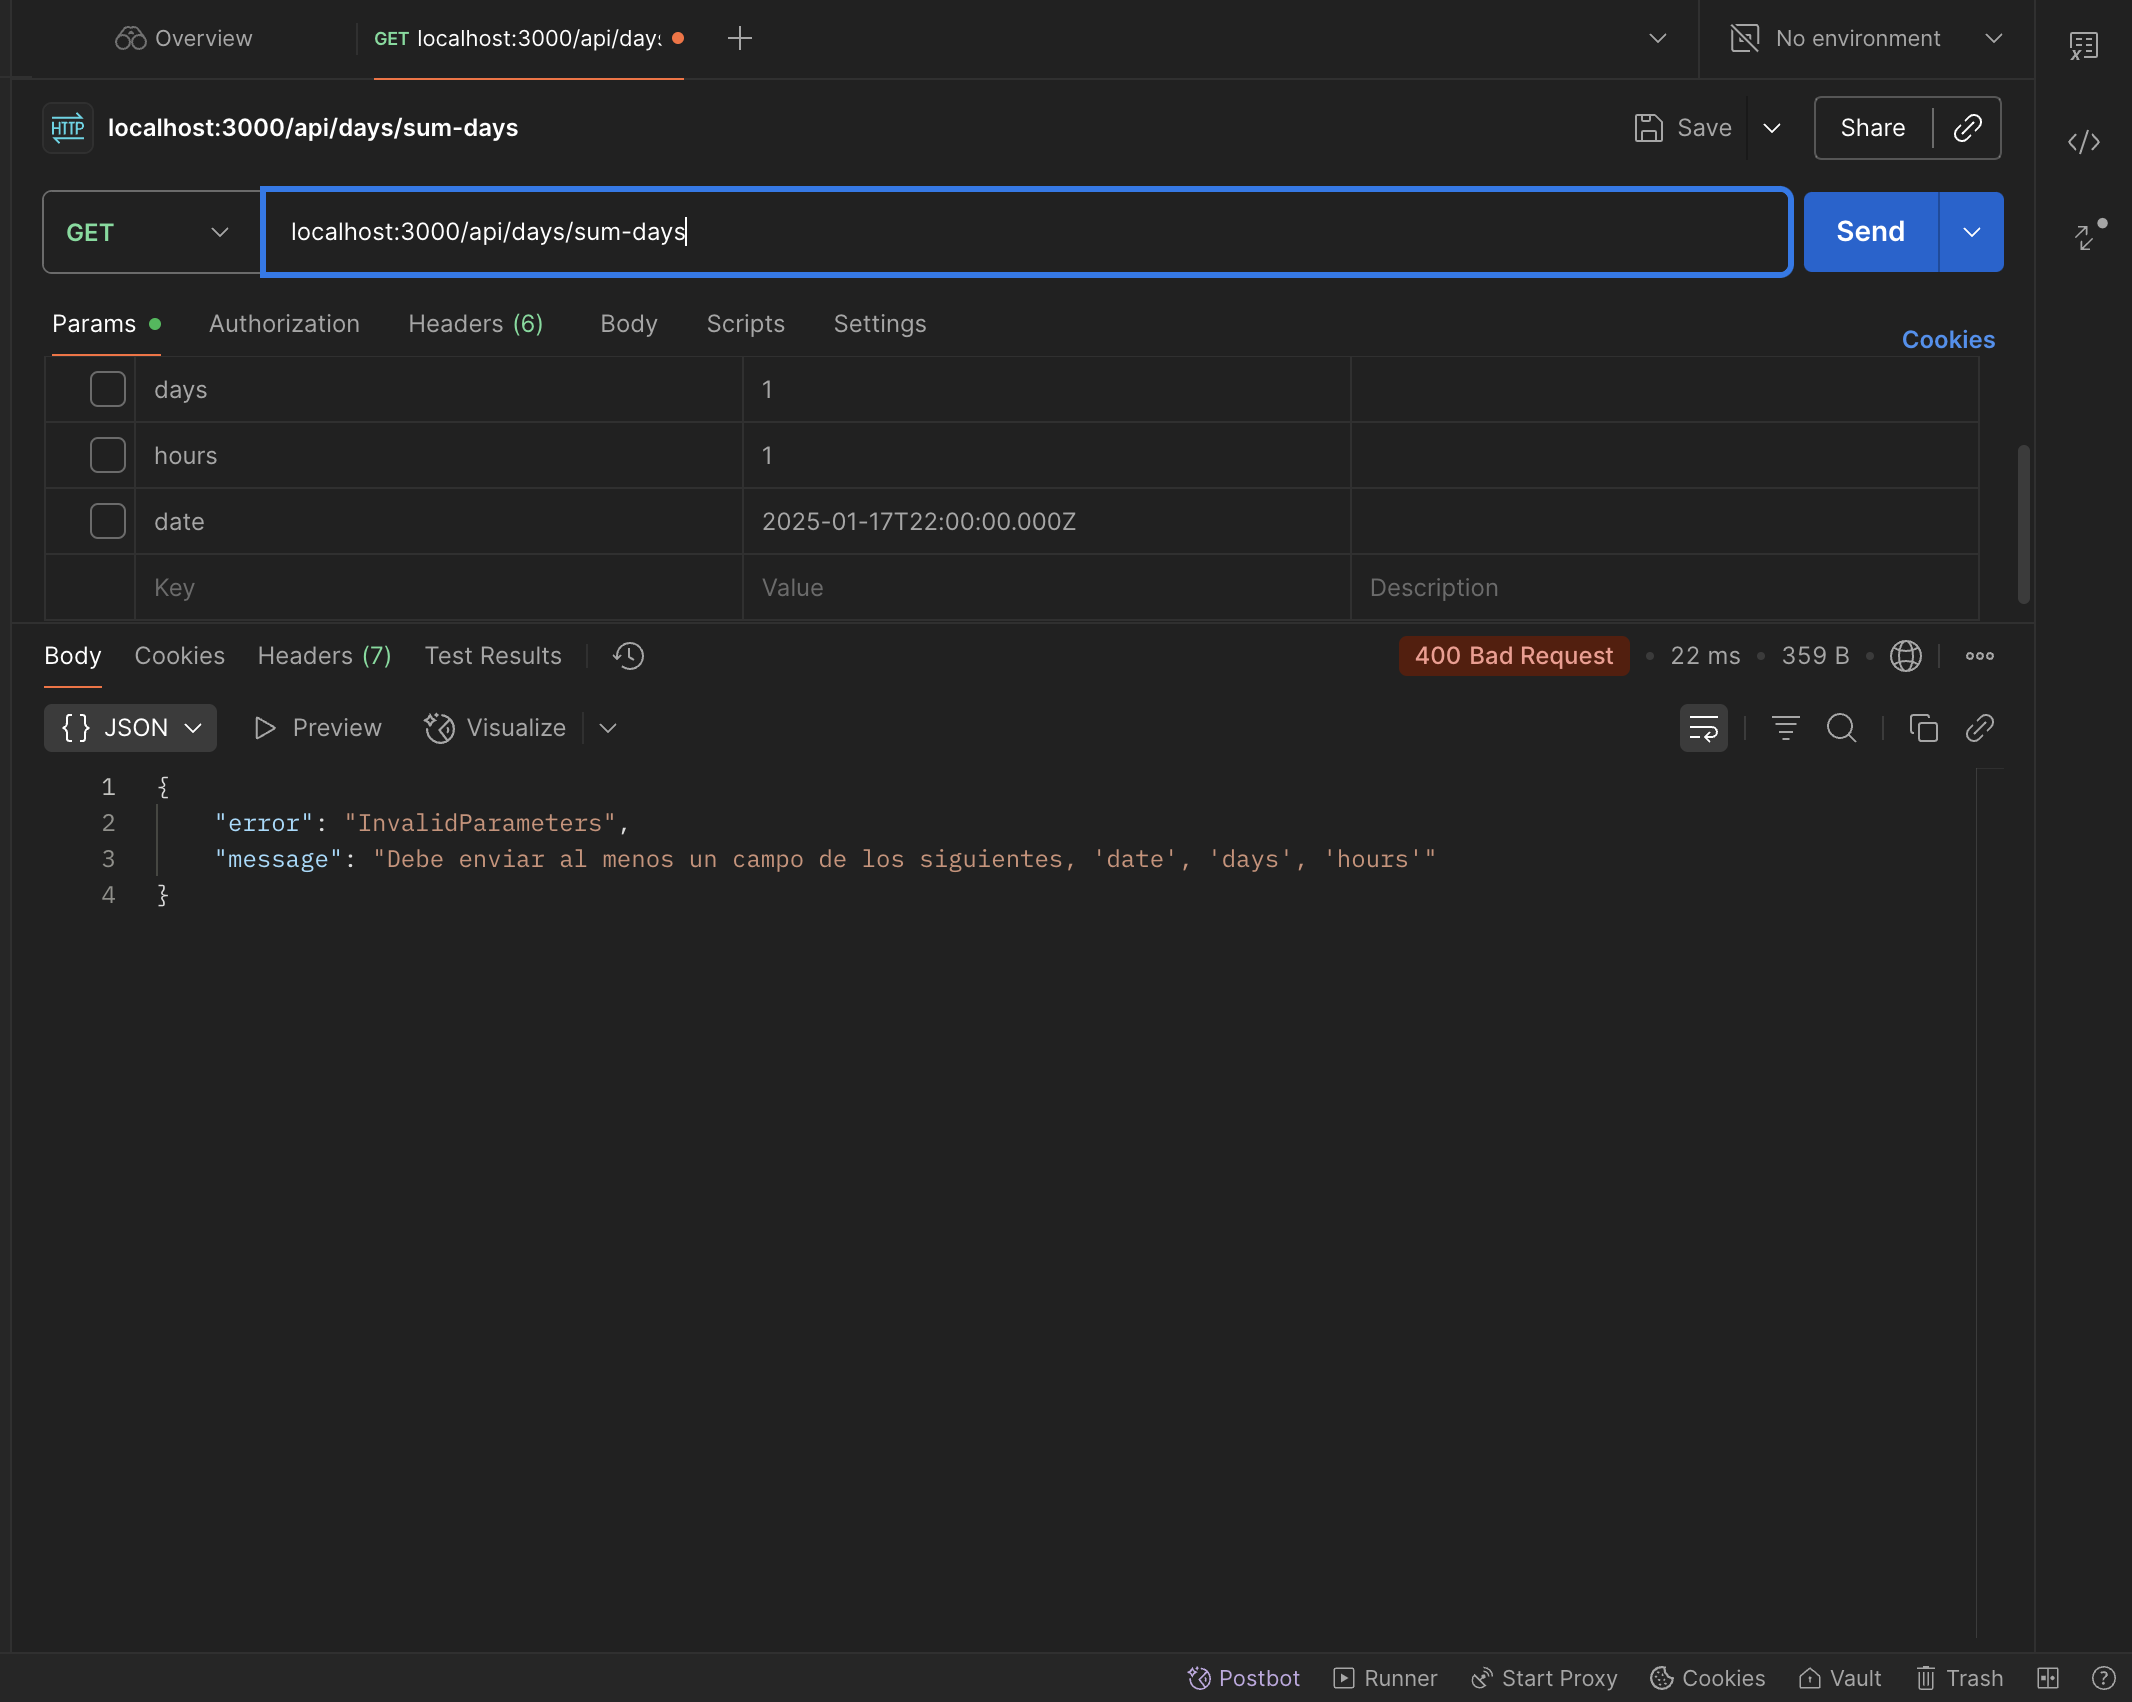 Overview
GET localhost:3000/api/days
No environment
HTTP localhost:3000/api/days/sum-days
Save
Share
GET
localhost:3000/api/days/sum-days
Send
Params Authorization Headers (6) Body Scripts Settings
Cookies
days 1
hours 1
date 2025-01-17T22:00:00.000Z
Key Value Description
Body Cookies Headers (7) Test Results
400 Bad Request • 22 ms • 359 B
{} JSON Preview Visualize
1 {
2 "error": "InvalidParameters",
3 "message": "Debe enviar al menos un campo de los siguientes, 'date', 'days', 'hours'"
4 }
Postbot Runner Start Proxy Cookies Vault Trash